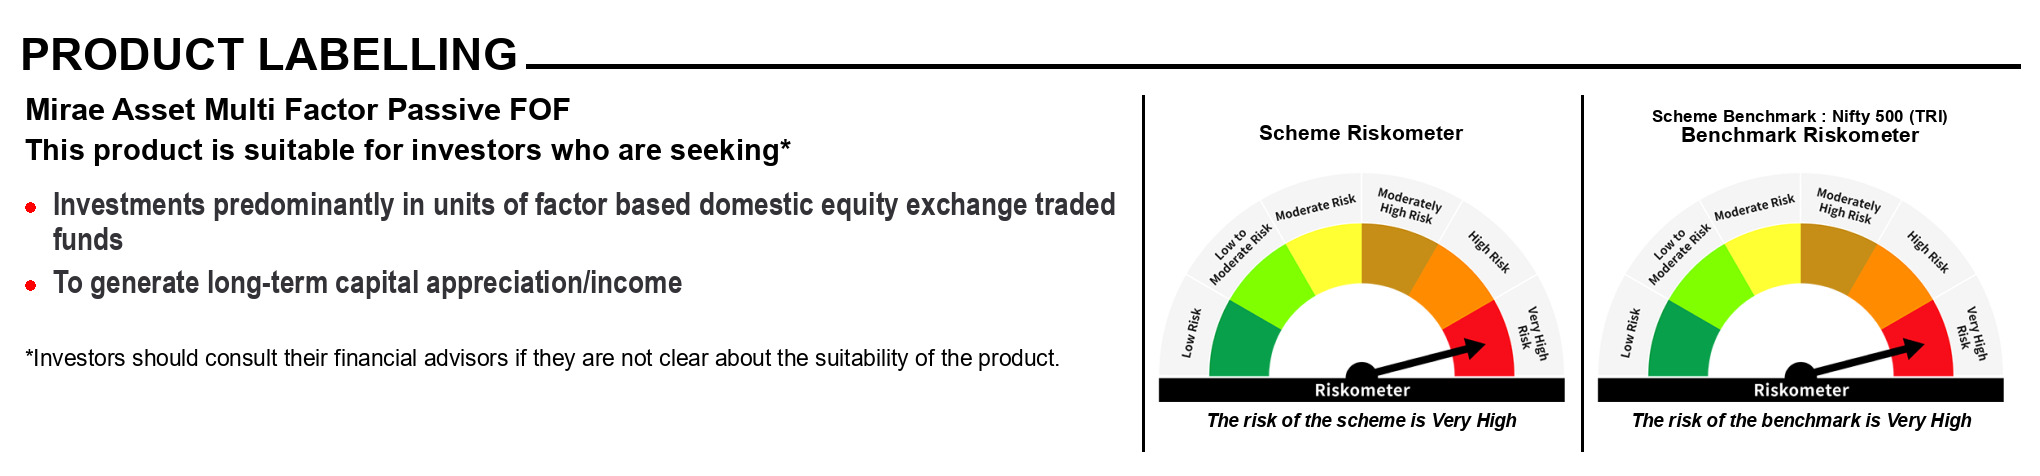 PRODUCT LABELLING
Mirae Asset Multi Factor Passive FOF
This product is suitable for investors who are seeking*
Investments predominantly in units of factor based domestic equity exchange traded
funds
To generate long-term capital appreciation/income
*Investors should consult their financial advisors if they are not clear about the suitability of the product.
Scheme Riskometer
Low Risk
Low to
Moderate Risk
Moderate Risk
Moderately
High Risk
High Risk
Very High
Risk
Riskometer
The risk of the scheme is Very High
Scheme Benchmark : Nifty 500 (TRI)
Benchmark Riskometer
Low Risk
Low to
Moderate Risk
Moderate Risk
Moderately
High Risk
High Risk
Very High
Risk
Riskometer
The risk of the benchmark is Very High